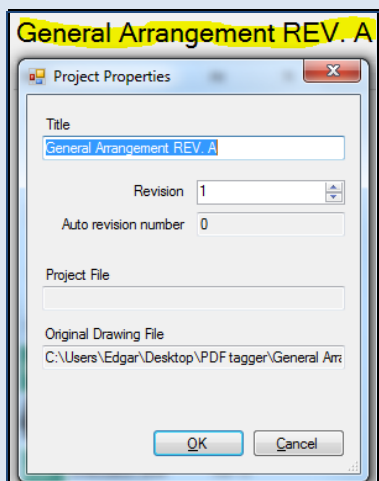 General Arrangement REV. A
Project Properties
Title
General Arrangement REV. A
Revision 1
Auto revision number 0
Project File
Original Drawing File
C:\Users\Edgar\Desktop\PDF tagger\General Arra
OK Cancel